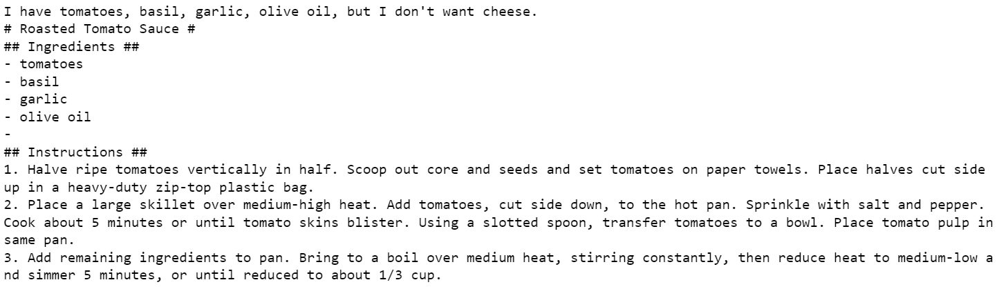 I have tomatoes, basil, garlic, olive oil, but I don't want cheese.
# Roasted Tomato Sauce #
## Ingredients ##
- tomatoes
- basil
- garlic
- olive oil
-
## Instructions ##
1. Halve ripe tomatoes vertically in half. Scoop out core and seeds and set tomatoes on paper towels. Place halves cut side
up in a heavy-duty zip-top plastic bag.
2. Place a large skillet over medium-high heat. Add tomatoes, cut side down, to the hot pan. Sprinkle with salt and pepper.
Cook about 5 minutes or until tomato skins blister. Using a slotted spoon, transfer tomatoes to a bowl. Place tomato pulp in
same pan.
3. Add remaining ingredients to pan. Bring to a boil over medium heat, stirring constantly, then reduce heat to medium-low a
nd simmer 5 minutes, or until reduced to about 1/3 cup.